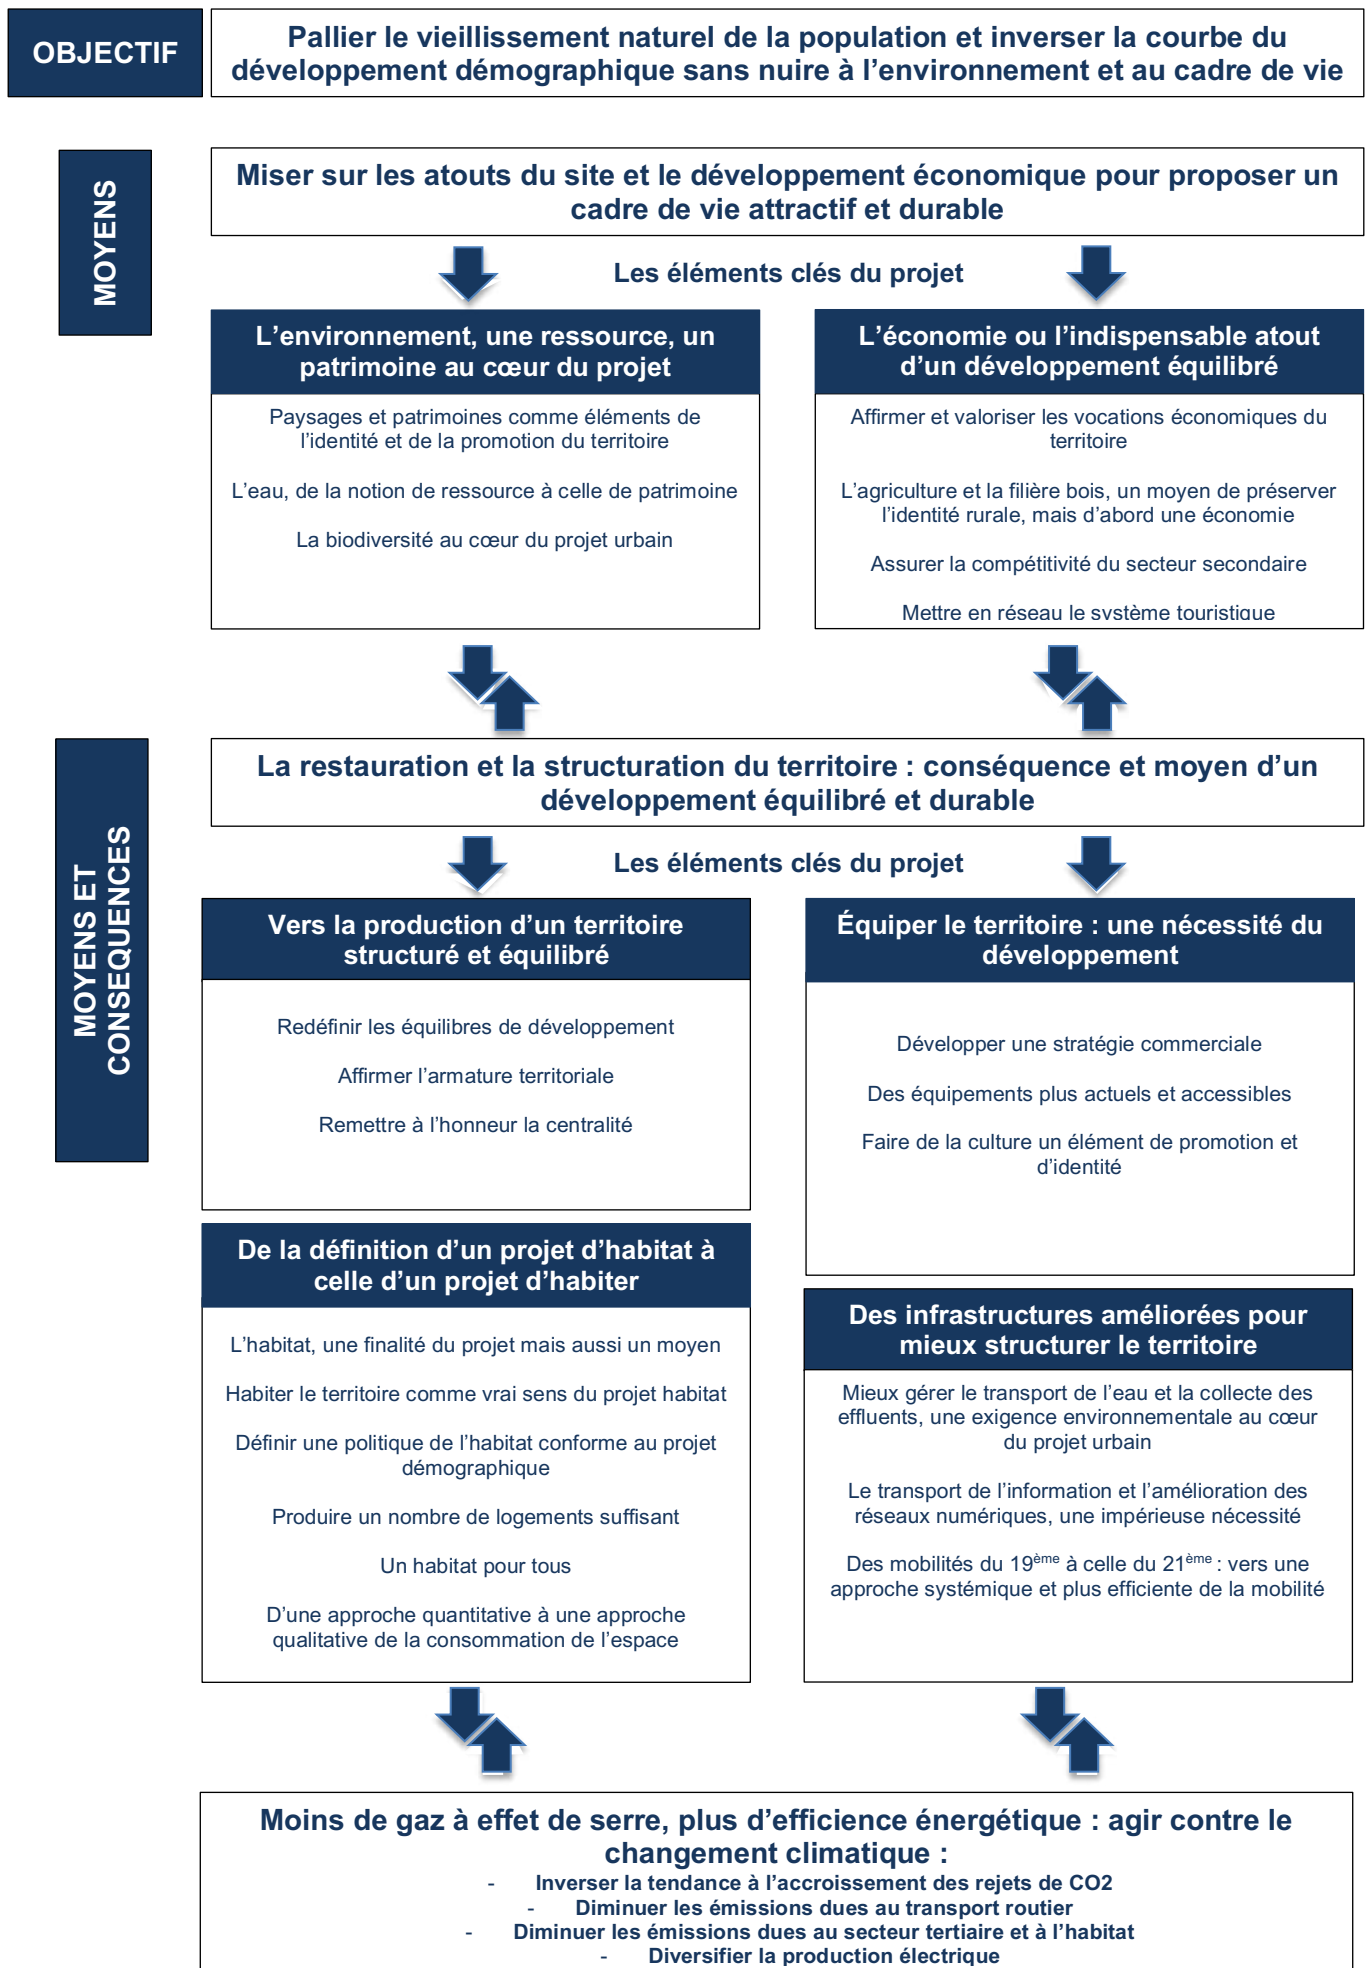 OBJECTIF
Pallier le vieillissement naturel de la population et inverser la courbe du
développement démographique sans nuire à l’environnement et au cadre de vie
MOYENS
Miser sur les atouts du site et le développement économique pour proposer un
cadre de vie attractif et durable
Les éléments clés du projet
L’environnement, une ressource, un
patrimoine au cœur du projet
Paysages et patrimoines comme éléments de
l’identité et de la promotion du territoire
L’eau, de la notion de ressource à celle de patrimoine
La biodiversité au cœur du projet urbain
L’économie ou l’indispensable atout
d’un développement équilibré
Affirmer et valoriser les vocations économiques du
territoire
L’agriculture et la filière bois, un moyen de préserver
l’identité rurale, mais d’abord une économie
Assurer la compétitivité du secteur secondaire
Mettre en réseau le système touristique
MOYENS ET
CONSEQUENCES
La restauration et la structuration du territoire : conséquence et moyen d’un
développement équilibré et durable
Les éléments clés du projet
Vers la production d’un territoire
structuré et équilibré
Redéfinir les équilibres de développement
Affirmer l’armature territoriale
Remettre à l’honneur la centralité
Équiper le territoire : une nécessité du
développement
Développer une stratégie commerciale
Des équipements plus actuels et accessibles
Faire de la culture un élément de promotion et
d’identité
De la définition d’un projet d’habitat à
celle d’un projet d’habiter
L’habitat, une finalité du projet mais aussi un moyen
Habiter le territoire comme vrai sens du projet habitat
Définir une politique de l’habitat conforme au projet
démographique
Produire un nombre de logements suffisant
Un habitat pour tous
D’une approche quantitative à une approche
qualitative de la consommation de l’espace
Des infrastructures améliorées pour
mieux structurer le territoire
Mieux gérer le transport de l’eau et la collecte des
effluents, une exigence environnementale au cœur
du projet urbain
Le transport de l’information et l’amélioration des
réseaux numériques, une impérieuse nécessité
Des mobilités du 19ème à celle du 21ème : vers une
approche systémique et plus efficiente de la mobilité
Moins de gaz à effet de serre, plus d’efficience énergétique : agir contre le
changement climatique :
- Inverser la tendance à l’accroissement des rejets de CO2
- Diminuer les émissions dues au transport routier
- Diminuer les émissions dues au secteur tertiaire et à l’habitat
- Diversifier la production électrique